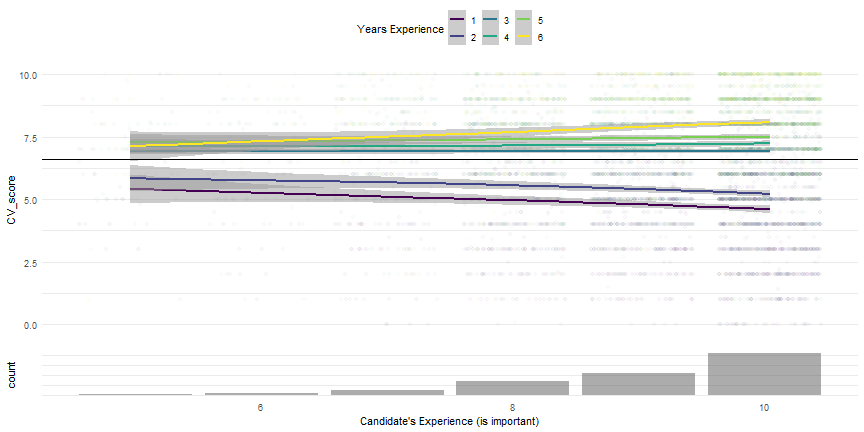 Years Experience
1 3 5
2 4 6
10.0
7.5
5.0
2.5
0.0
CV_score
count
6 8 10
Candidate's Experience (is important)